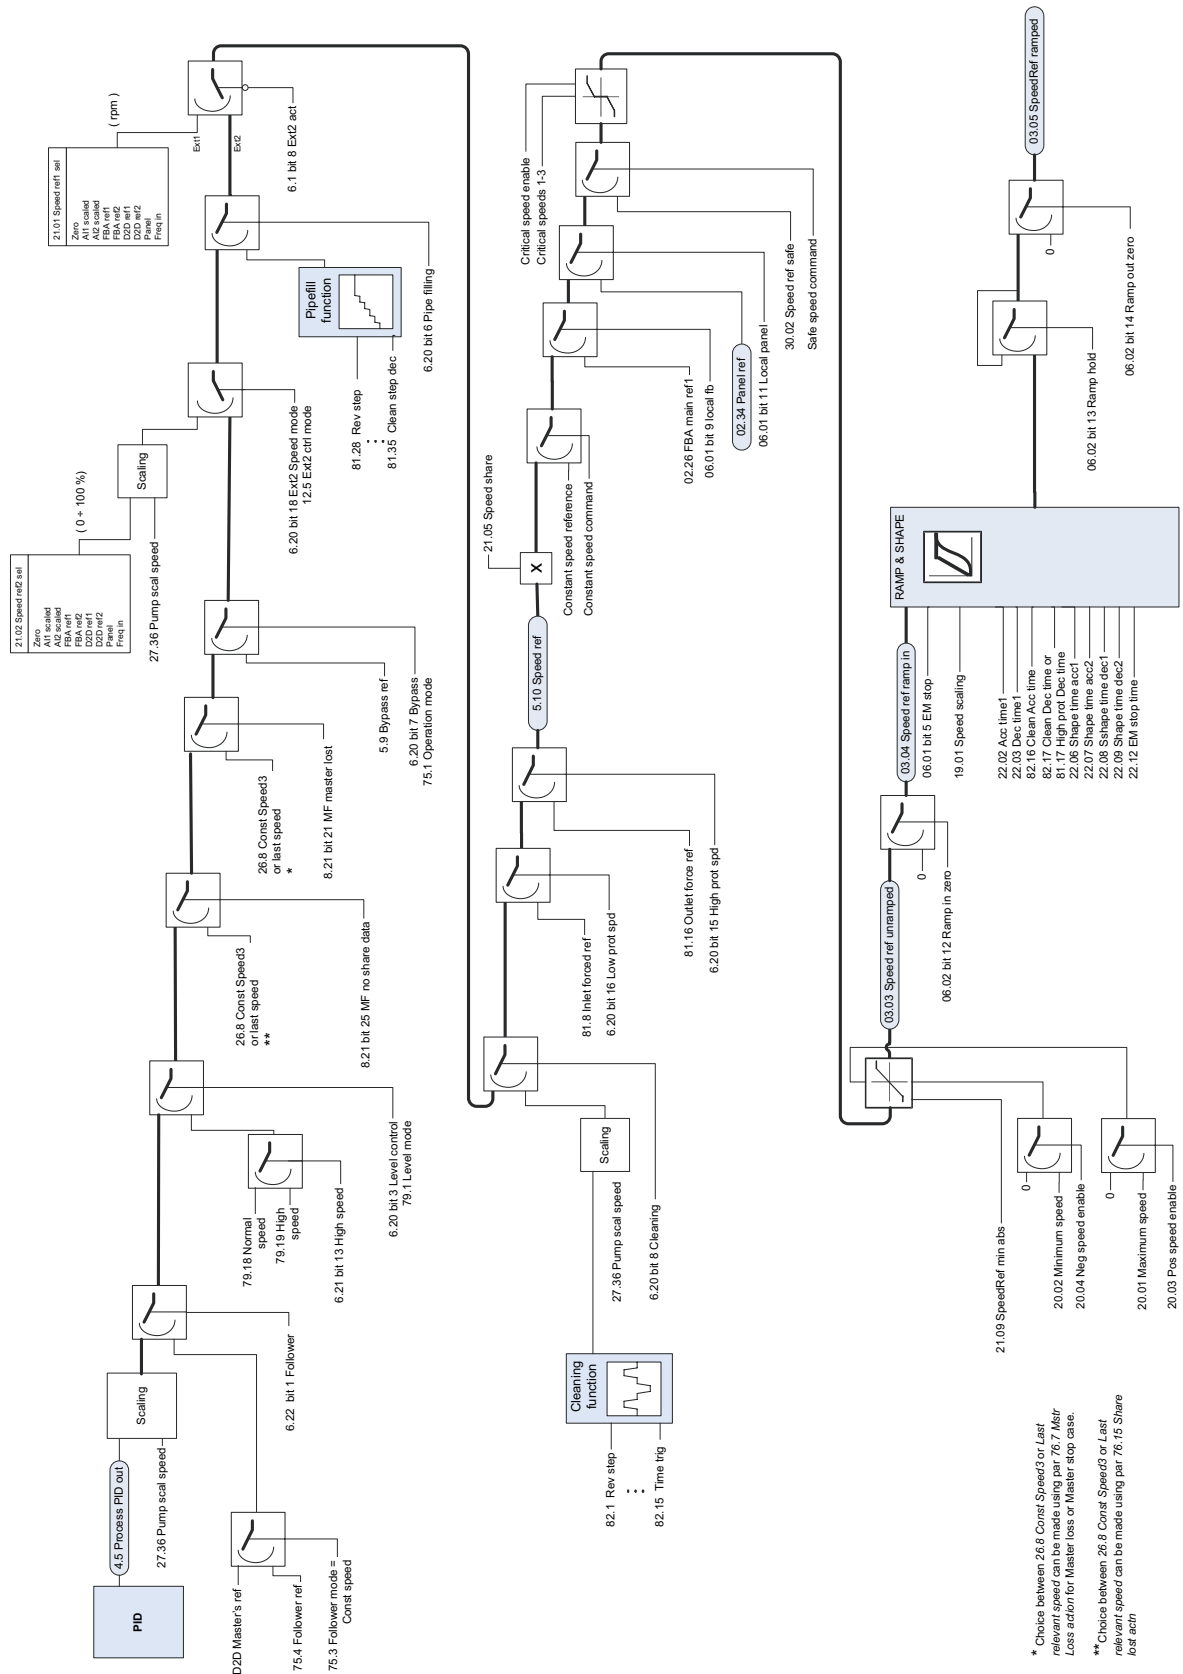 PID
4.5 Process PID out
27.36 Pump scal speed
Scaling
D2D Master's ref
75.4 Follower ref
75.3 Follower mode =
Const speed
6.22 bit 1 Follower
79.18 Normal
speed
79.19 High
speed
6.21 bit 13 High speed
6.20 bit 3 Level control
79.1 Level mode
26.8 Const Speed3
or last speed
**
8.21 bit 25 MF no share data
26.8 Const Speed3
or last speed
*
8.21 bit 21 MF master lost
5.9 Bypass ref
6.20 bit 7 Bypass
75.1 Operation mode
21.02 Speed ref2 sel
Zero
AI1 scaled
AI2 scaled
FBA ref1
FBA ref2
D2D ref1
D2D ref2
Panel
Freq in
( 0 ÷ 100 %)
27.36 Pump scal speed
Scaling
6.20 bit 18 Ext2 Speed mode
12.5 Ext2 ctrl mode
Pipefill
function
81.28 Rev step
81.35 Clean step dec
6.20 bit 6 Pipe filling
21.01 Speed ref1 sel
Zero
AI1 scaled
AI2 scaled
FBA ref1
FBA ref2
D2D ref1
D2D ref2
Panel
Freq in
( rpm )
Ext1
Ext2
6.1 bit 8 Ext2 act
Cleaning
function
82.1 Rev step
82.15 Time trig
27.36 Pump scal speed
Scaling
6.20 bit 8 Cleaning
81.8 Inlet forced ref
6.20 bit 16 Low prot spd
81.16 Outlet force ref
6.20 bit 15 High prot spd
5.10 Speed ref
X
21.05 Speed share
Constant speed reference
Constant speed command
02.26 FBA main ref1
06.01 bit 9 local fb
02.34 Panel ref
06.01 bit 11 Local panel
30.02 Speed ref safe
Safe speed command
Critical speed enable
Critical speeds 1-3
21.09 SpeedRef min abs
0
20.02 Minimum speed
20.04 Neg speed enable
0
20.01 Maximum speed
20.03 Pos speed enable
03.03 Speed ref unramped
0
06.02 bit 12 Ramp in zero
03.04 Speed ref ramp in
06.01 bit 5 EM stop
19.01 Speed scaling
22.02 Acc time1
22.03 Dec time1
82.16 Clean Acc time
82.17 Clean Dec time or
81.17 High prot Dec time
22.06 Shape time acc1
22.07 Shape time acc2
22.08 Sshape time dec1
22.09 Shape time dec2
22.12 EM stop time
RAMP & SHAPE
06.02 bit 13 Ramp hold
0
06.02 bit 14 Ramp out zero
03.05 SpeedRef ramped
* Choice between 26.8 Const Speed3 or Last
relevant speed can be made using par 76.7 Mstr
Loss action for Master loss or Master stop case.
** Choice between 26.8 Const Speed3 or Last
relevant speed can be made using par 76.15 Share
lost actn